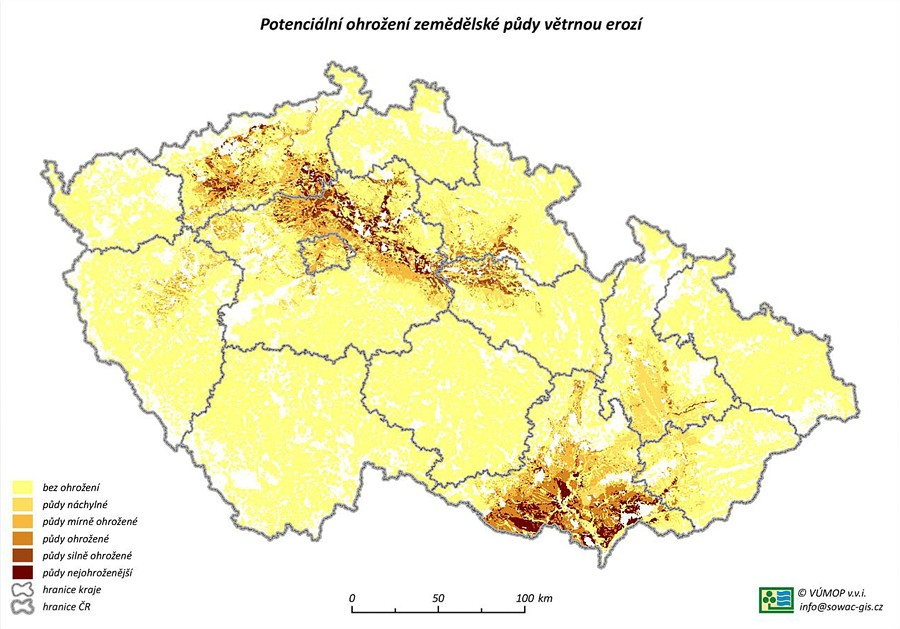 Potenciální ohrožení zemědělské půdy větrnou erozí
bez ohrožení
půdy náchylné
půdy mírně ohrožené
půdy ohrožené
půdy silně ohrožené
půdy nejohroženější
hranice kraje
hranice ČR
0 50 100 km
© VÚMOP v.v.i.
info@sowac-gis.cz